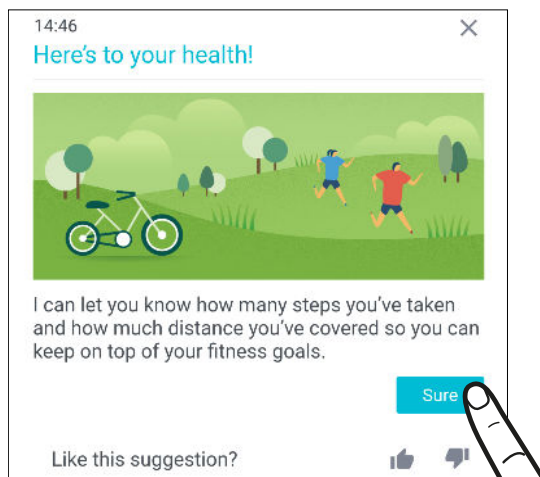 14:46
Here's to your health!
I can let you know how many steps you've taken
and how much distance you've covered so you can
keep on top of your fitness goals.
Sure
Like this suggestion?